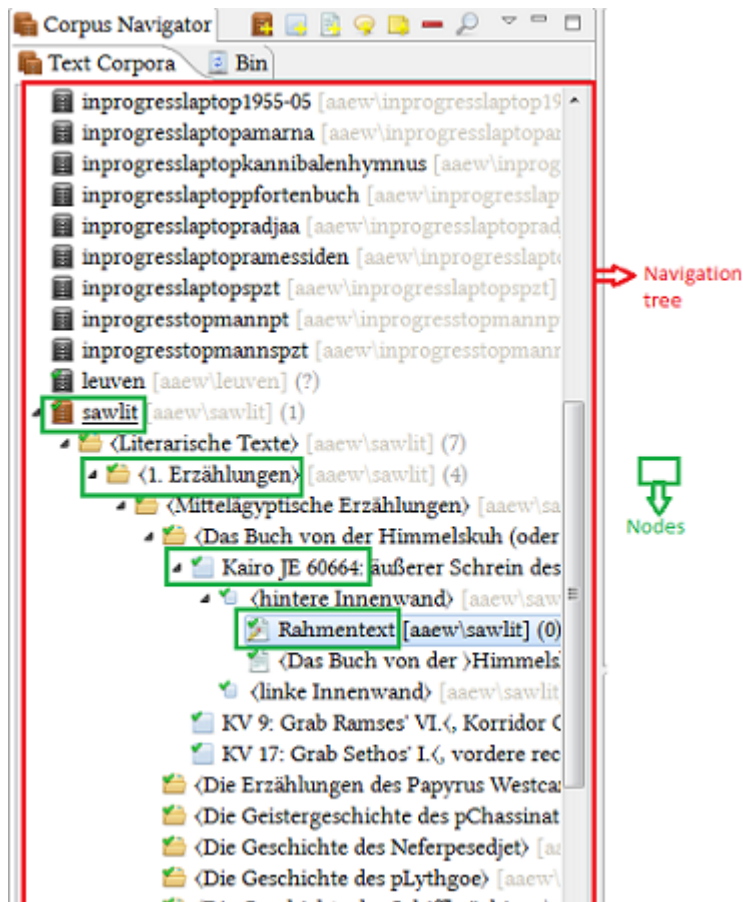 Corpus Navigator
Text Corpora Bin
inprogresslaptop1955-05 [aaew\inprogresslaptop19
inprogresslaptopamarna [aaew\inprogresslaptopar
inprogresslaptopkannibalenhymnus [aaew\inprog
inprogresslaptoppfortenbuch [aaew\inprogresslap
inprogresslaptopradjaa [aaew\inprogresslaptoprad
inprogresslaptopramessiden [aaew\inprogresslapto
inprogresslaptopspzt [aaew\inprogresslaptopspzt]
inprogresstopmannpt [aaew\inprogresstopmannp
inprogresstopmannspzt [aaew\inprogresstopmanr
leuven [aaew\leuven] (?)
sawlit [aaew\sawlit] (1)
⟨Literarische Texte⟩ [aaew\sawlit] (7)
⟨1. Erzählungen⟩ [aaew\sawlit] (4)
⟨Mittelägyptische Erzählungen⟩ [aaew\sa
⟨Das Buch von der Himmelskuh (oder
Kairo JE 60664: äußerer Schrein des
⟨hintere Innenwand⟩ [aaew\saw
Rahmentext [aaew\sawlit] (0)
⟨Das Buch von der ⟩Himmels
⟨linke Innenwand⟩ [aaew\sawlit
KV 9: Grab Ramses' VI.⟨, Korridor C
KV 17: Grab Sethos' I.⟨, vordere rec
⟨Die Erzählungen des Papyrus Westca
⟨Die Geistergeschichte des pChassinat
⟨Die Geschichte des Neferpesedjet⟩ [aa
⟨Die Geschichte des pLythgoe⟩ [aaew\
Navigation
tree
Nodes